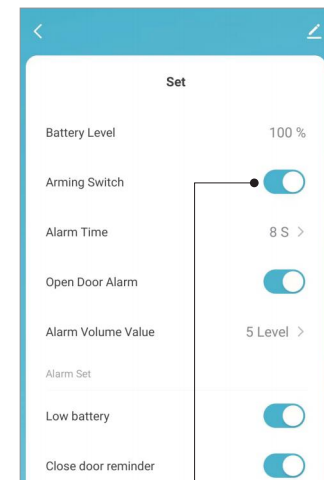 Set
Battery Level 100 %
Arming Switch
Alarm Time 8 S >
Open Door Alarm
Alarm Volume Value 5 Level >
Alarm Set
Low battery
Close door reminder